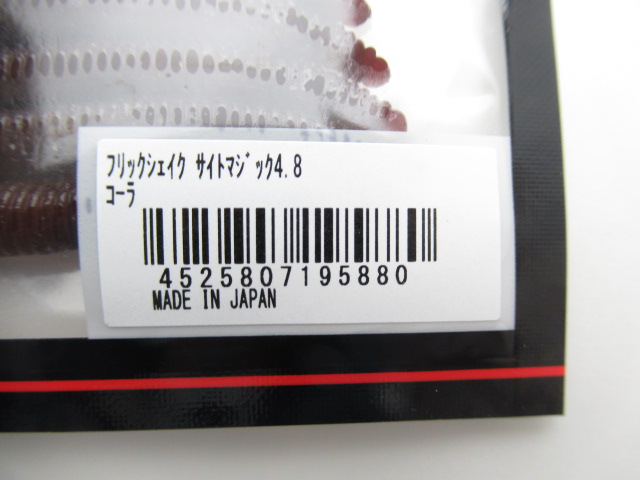 ﾌﾘｯｸｼｪｲｸ ｻｲﾄﾏｼﾞｯｸ4.8
ｺｰﾗ
4525807195880
MADE IN JAPAN